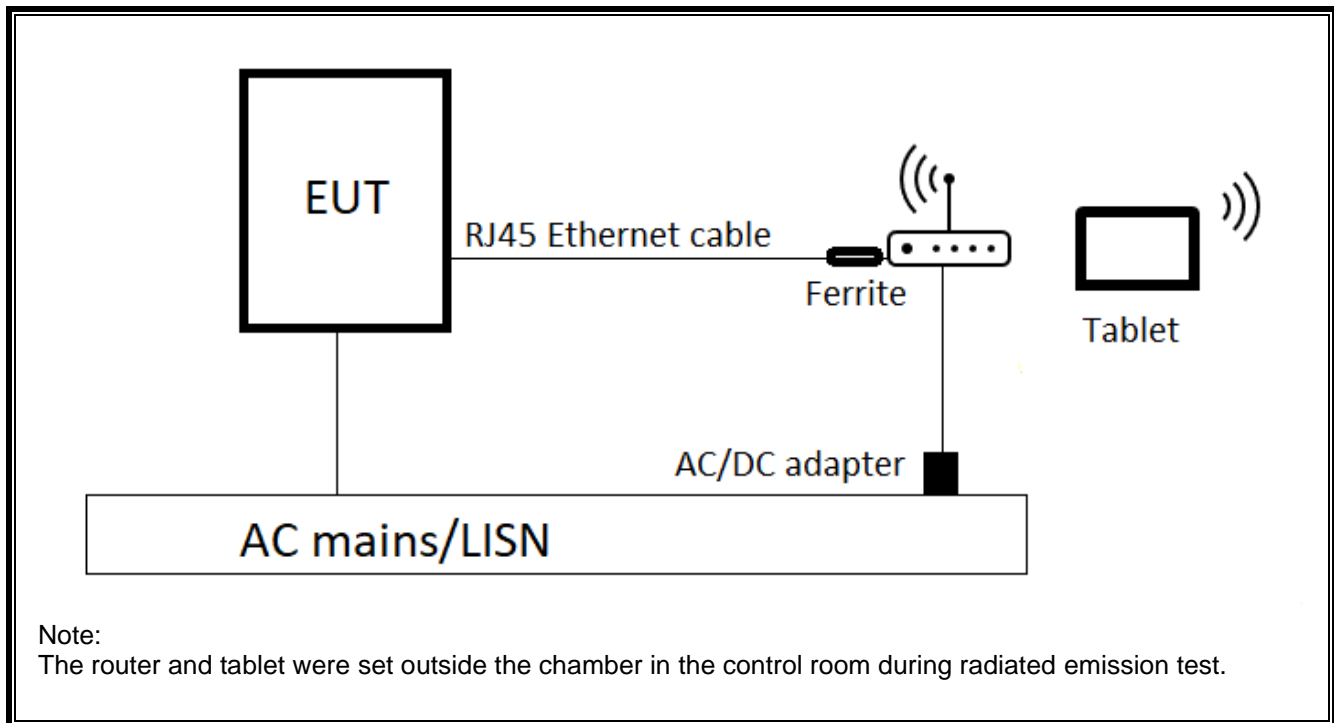 EUT
RJ45 Ethernet cable
Ferrite
Tablet
AC/DC adapter
AC mains/LISN
Note:
The router and tablet were set outside the chamber in the control room during radiated emission test.